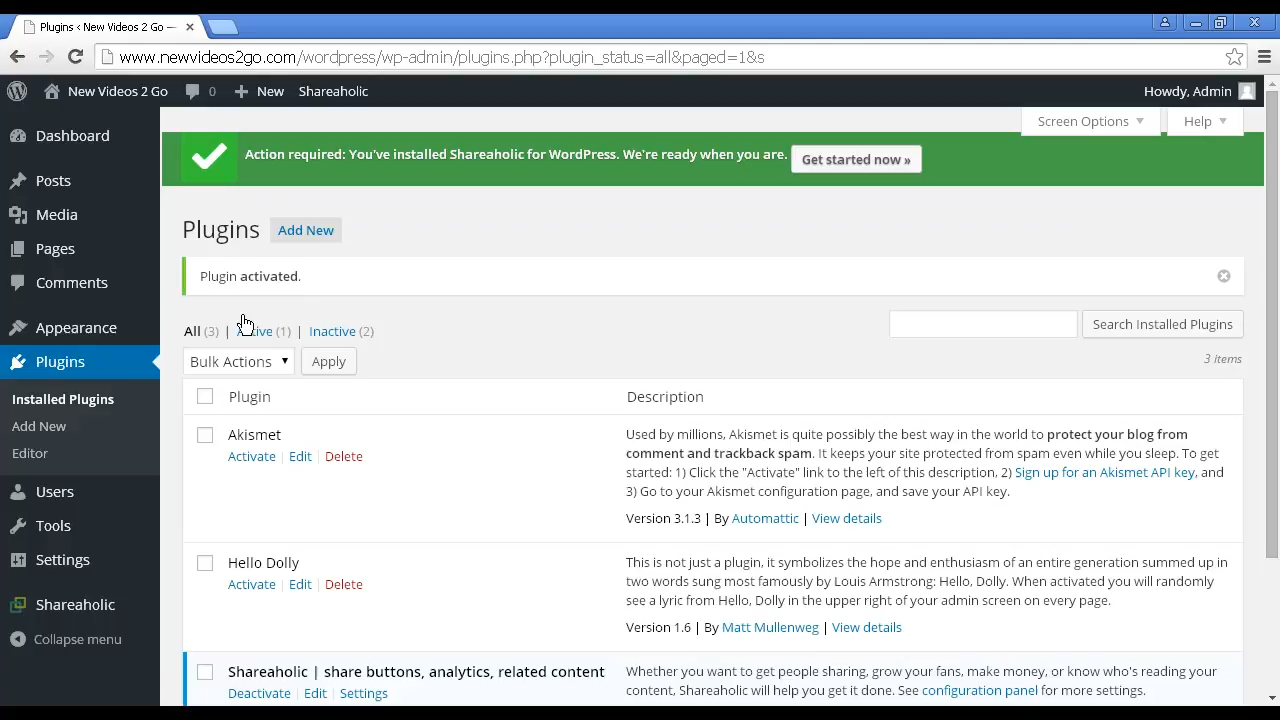 Plugins < New Videos 2 Go —
www.newvideos2go.com/wordpress/wp-admin/plugins.php?plugin_status=all&paged=1&s
New Videos 2 Go 0 New Shareaholic Howdy, Admin
Screen Options Help
Dashboard
Posts
Media
Pages
Comments
Appearance
Plugins
Installed Plugins
Add New
Editor
Users
Tools
Settings
Shareaholic
Collapse menu
Action required: You've installed Shareaholic for WordPress. We're ready when you are. Get started now »
Plugins Add New
Plugin activated.
All (3) | Active (1) | Inactive (2)
Search Installed Plugins
Bulk Actions Apply
3 items
Plugin Description
Akismet
Activate | Edit | Delete
Used by millions, Akismet is quite possibly the best way in the world to protect your blog from
comment and trackback spam. It keeps your site protected from spam even while you sleep. To get
started: 1) Click the "Activate" link to the left of this description, 2) Sign up for an Akismet API key, and
3) Go to your Akismet configuration page, and save your API key.
Version 3.1.3 | By Automattic | View details
Hello Dolly
Activate | Edit | Delete
This is not just a plugin, it symbolizes the hope and enthusiasm of an entire generation summed up in
two words sung most famously by Louis Armstrong: Hello, Dolly. When activated you will randomly
see a lyric from Hello, Dolly in the upper right of your admin screen on every page.
Version 1.6 | By Matt Mullenweg | View details
Shareaholic | share buttons, analytics, related content
Deactivate | Edit | Settings
Whether you want to get people sharing, grow your fans, make money, or know who's reading your
content, Shareaholic will help you get it done. See configuration panel for more settings.